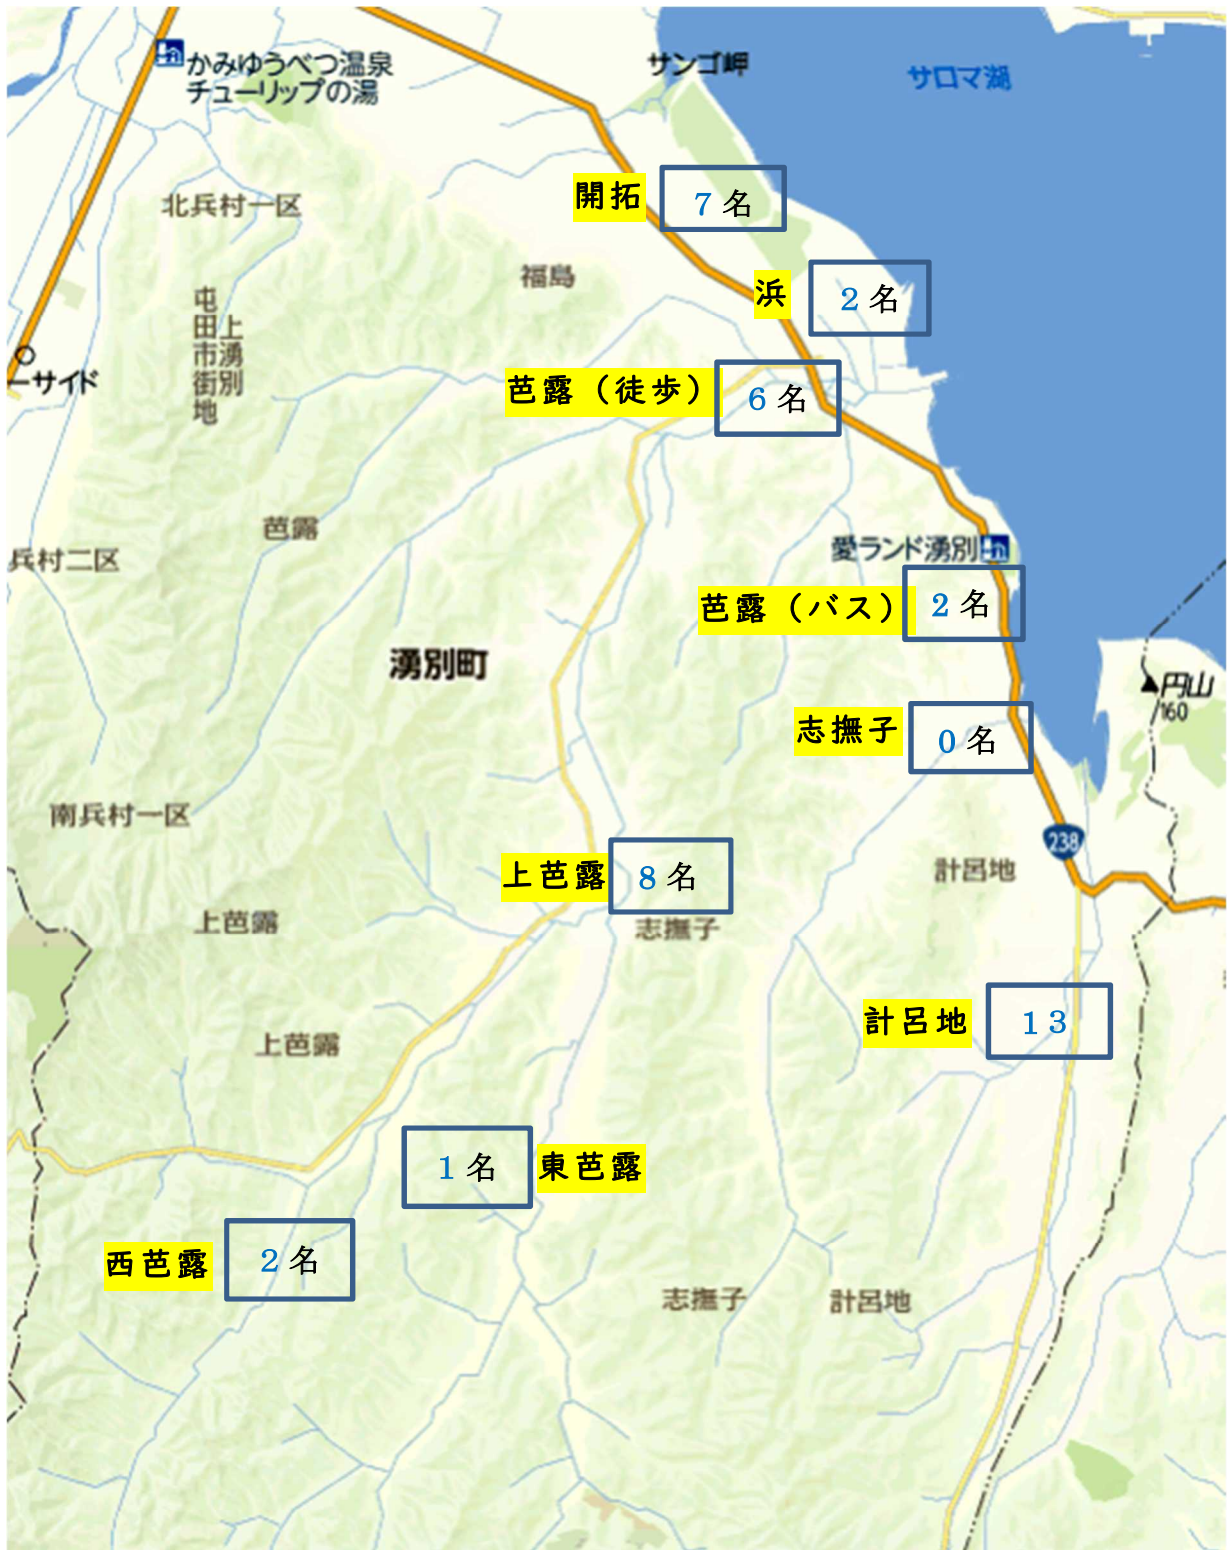 かみゆうべつ温泉
チューリップの湯
サンゴ岬
サロマ湖
開拓
7名
北兵村一区
福島
浜
2名
上湧別
屯田市街地
ーサイド
芭露（徒歩）
6名
芭露
兵村二区
愛ランド湧別
芭露（バス）
2名
湧別町
円山
160
志撫子
0名
南兵村一区
238
上芭露
8名
計呂地
上芭露
志撫子
計呂地
13
上芭露
1名
東芭露
西芭露
2名
志撫子
計呂地